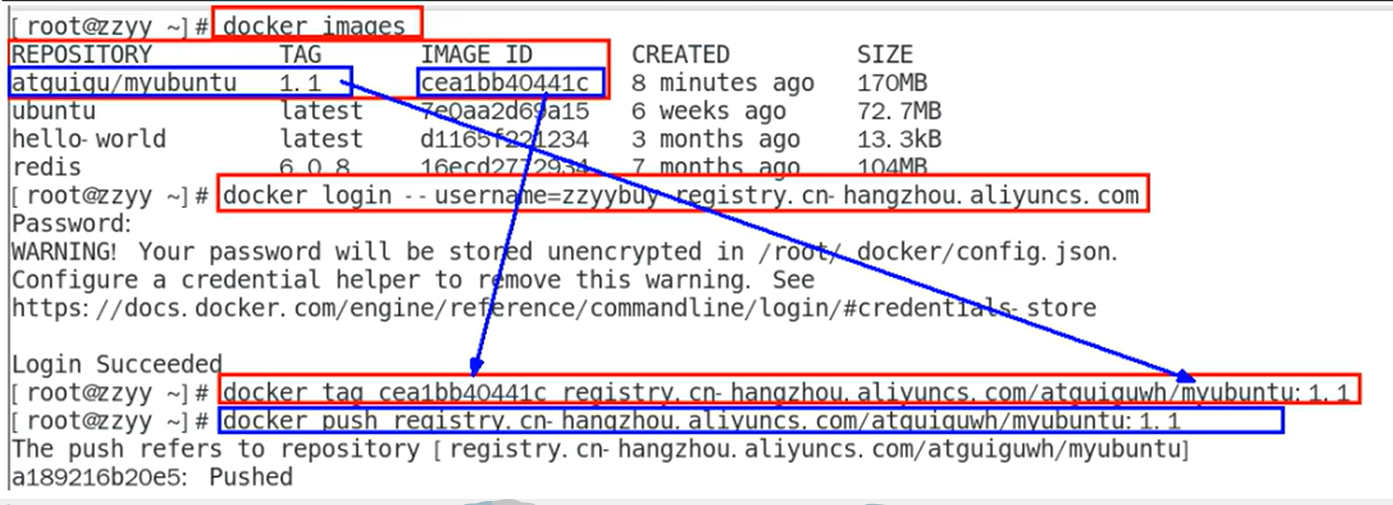 [root@zzyy ~]# docker images
REPOSITORY TAG IMAGE ID CREATED SIZE
atguigu/myubuntu 1.1 cea1bb40441c 8 minutes ago 170MB
ubuntu latest 7e0aa2d69a15 6 weeks ago 72.7MB
hello-world latest d1165f221234 3 months ago 13.3kB
redis 6.0.8 16ecd2772934 7 months ago 104MB
[root@zzyy ~]# docker login --username=zzyybuy registry.cn-hangzhou.aliyuncs.com
Password:
WARNING! Your password will be stored unencrypted in /root/.docker/config.json.
Configure a credential helper to remove this warning. See
https://docs.docker.com/engine/reference/commandline/login/#credentials-store
Login Succeeded
[root@zzyy ~]# docker tag cea1bb40441c registry.cn-hangzhou.aliyuncs.com/atguiguwh/myubuntu:1.1
[root@zzyy ~]# docker push registry.cn-hangzhou.aliyuncs.com/atguiguwh/myubuntu:1.1
The push refers to repository [registry.cn-hangzhou.aliyuncs.com/atguiguwh/myubuntu]
a189216b20e5: Pushed